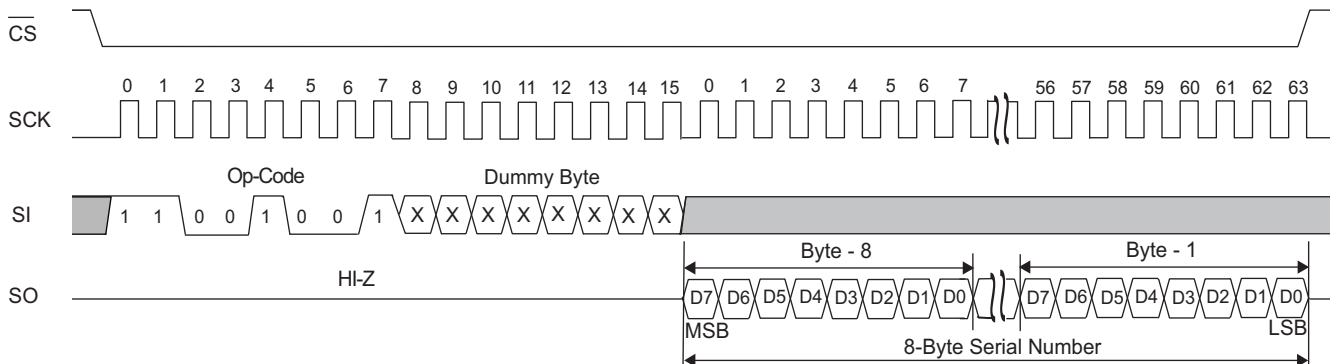 CS
0 1 2 3 4 5 6 7 8 9 10 11 12 13 14 15 0 1 2 3 4 5 6 7 56 57 58 59 60 61 62 63
SCK
Op-Code Dummy Byte
SI 1 1 0 0 1 0 0 1 X X X X X X X X
Byte - 8 Byte - 1
HI-Z
SO D7 D6 D5 D4 D3 D2 D1 D0 D7 D6 D5 D4 D3 D2 D1 D0
MSB LSB
8-Byte Serial Number